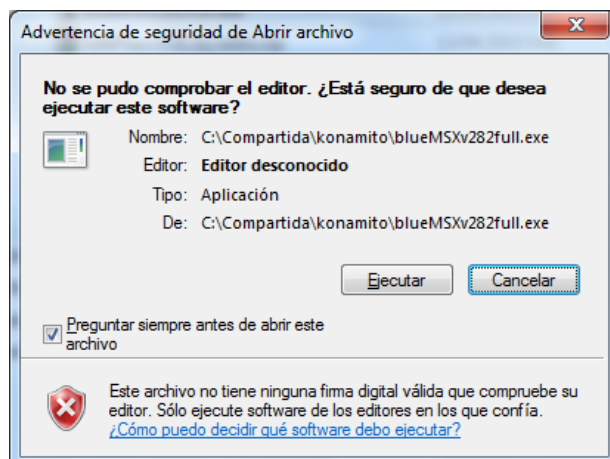 Advertencia de seguridad de Abrir archivo
No se pudo comprobar el editor. ¿Está seguro de que desea
ejecutar este software?
Nombre: C:\Compartida\konamito\blueMSXv282full.exe
Editor: Editor desconocido
Tipo: Aplicación
De: C:\Compartida\konamito\blueMSXv282full.exe
Ejecutar Cancelar
Preguntar siempre antes de abrir este
archivo
Este archivo no tiene ninguna firma digital válida que compruebe su
editor. Sólo ejecute software de los editores en los que confía.
¿Cómo puedo decidir qué software debo ejecutar?